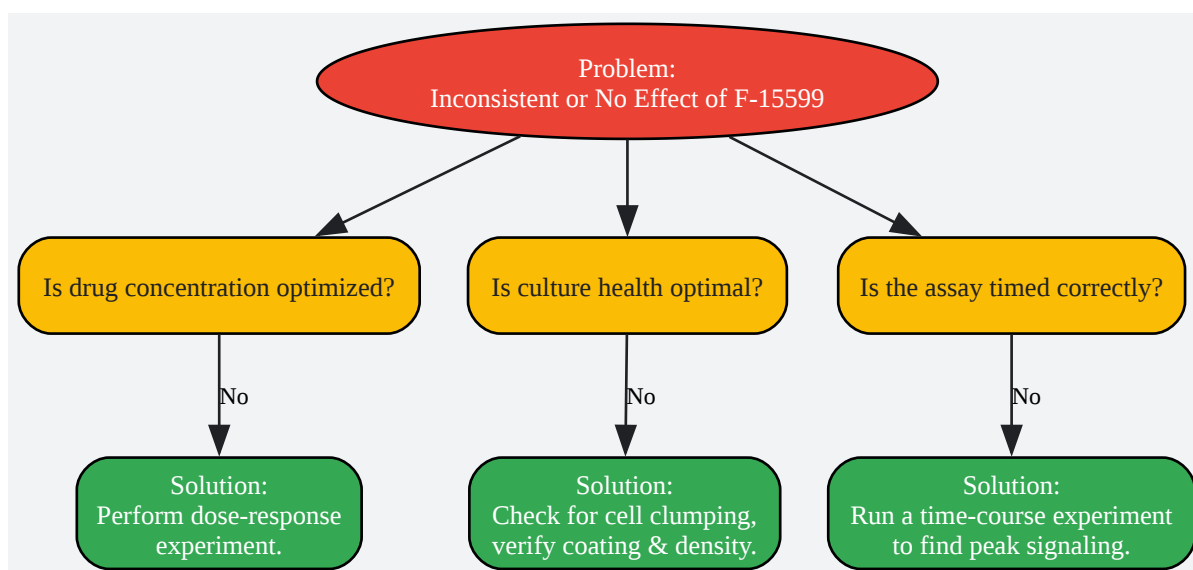 Problem:
Inconsistent or No Effect of F-15599
Is drug concentration optimized?
Is culture health optimal?
Is the assay timed correctly?
No
No
No
Solution:
Perform dose-response
experiment.
Solution:
Check for cell clumping,
verify coating & density.
Solution:
Run a time-course experiment
to find peak signaling.